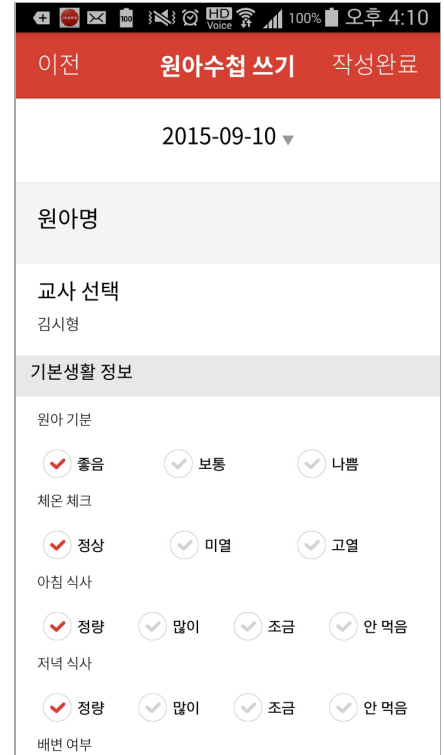 100 HD Voice 100% 오후 4:10
이전 원아수첩 쓰기 작성완료
2015-09-10
원아명
교사 선택
김시형
기본생활 정보
원아 기분
좋음 보통 나쁨
체온 체크
정상 미열 고열
아침 식사
정량 많이 조금 안 먹음
저녁 식사
정량 많이 조금 안 먹음
배변 여부